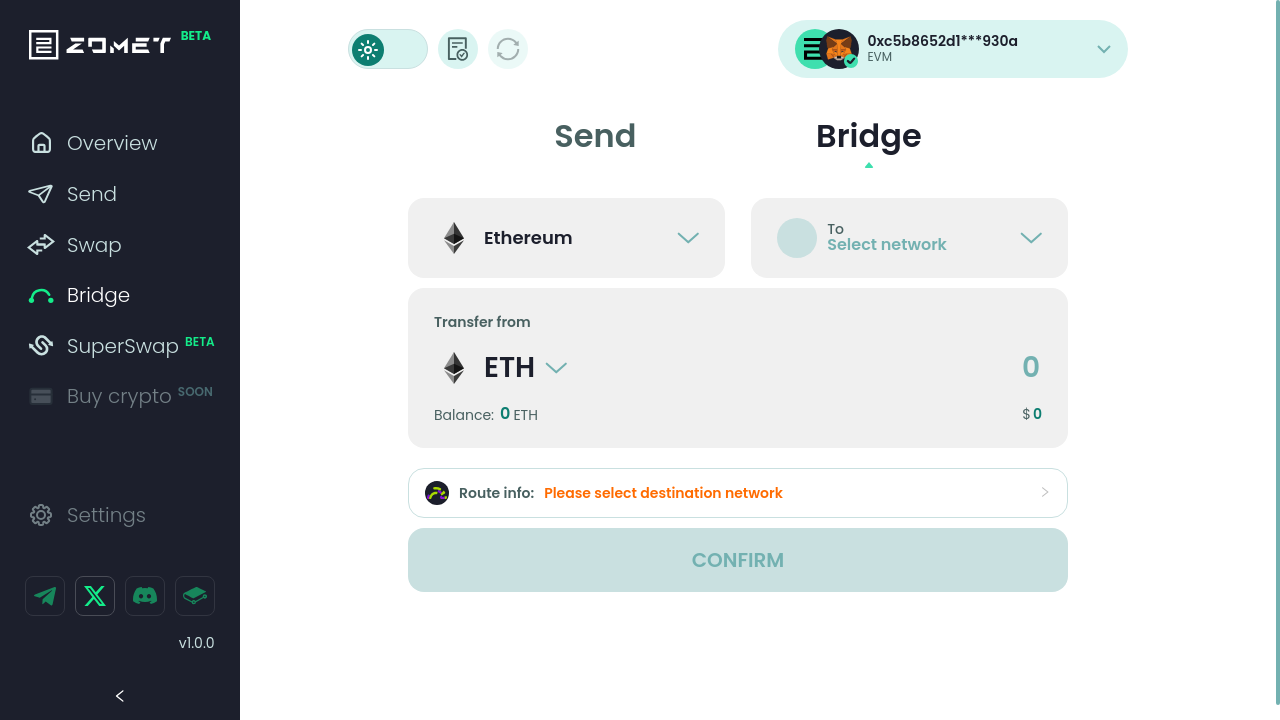 ZOMET BETA
Overview
Send
Swap
Bridge
SuperSwap BETA
Buy crypto SOON
Settings
v1.0.0
0xc5b8652d1***930a
EVM
Send
Bridge
Ethereum
To
Select network
Transfer from
ETH
0
Balance: 0 ETH
$ 0
Route info: Please select destination network
CONFIRM